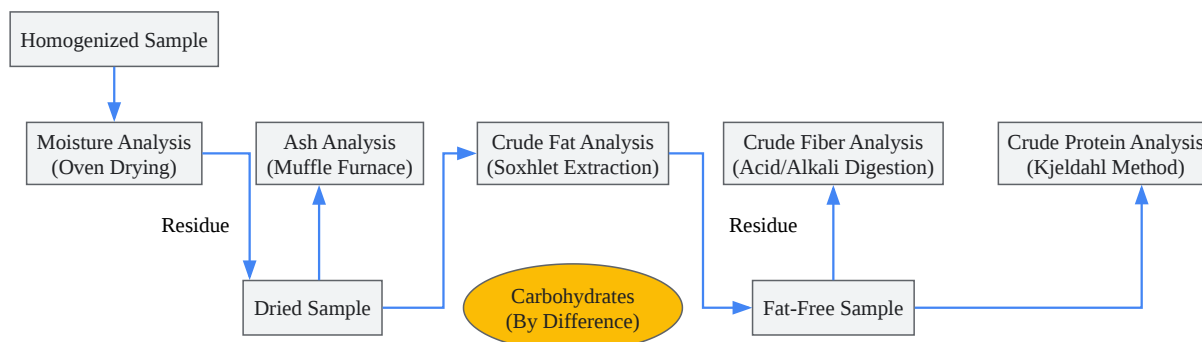 Homogenized Sample
Moisture Analysis
(Oven Drying)
Ash Analysis
(Muffle Furnace)
Crude Fat Analysis
(Soxhlet Extraction)
Crude Fiber Analysis
(Acid/Alkali Digestion)
Crude Protein Analysis
(Kjeldahl Method)
Residue
Residue
Dried Sample
Carbohydrates
(By Difference)
Fat-Free Sample